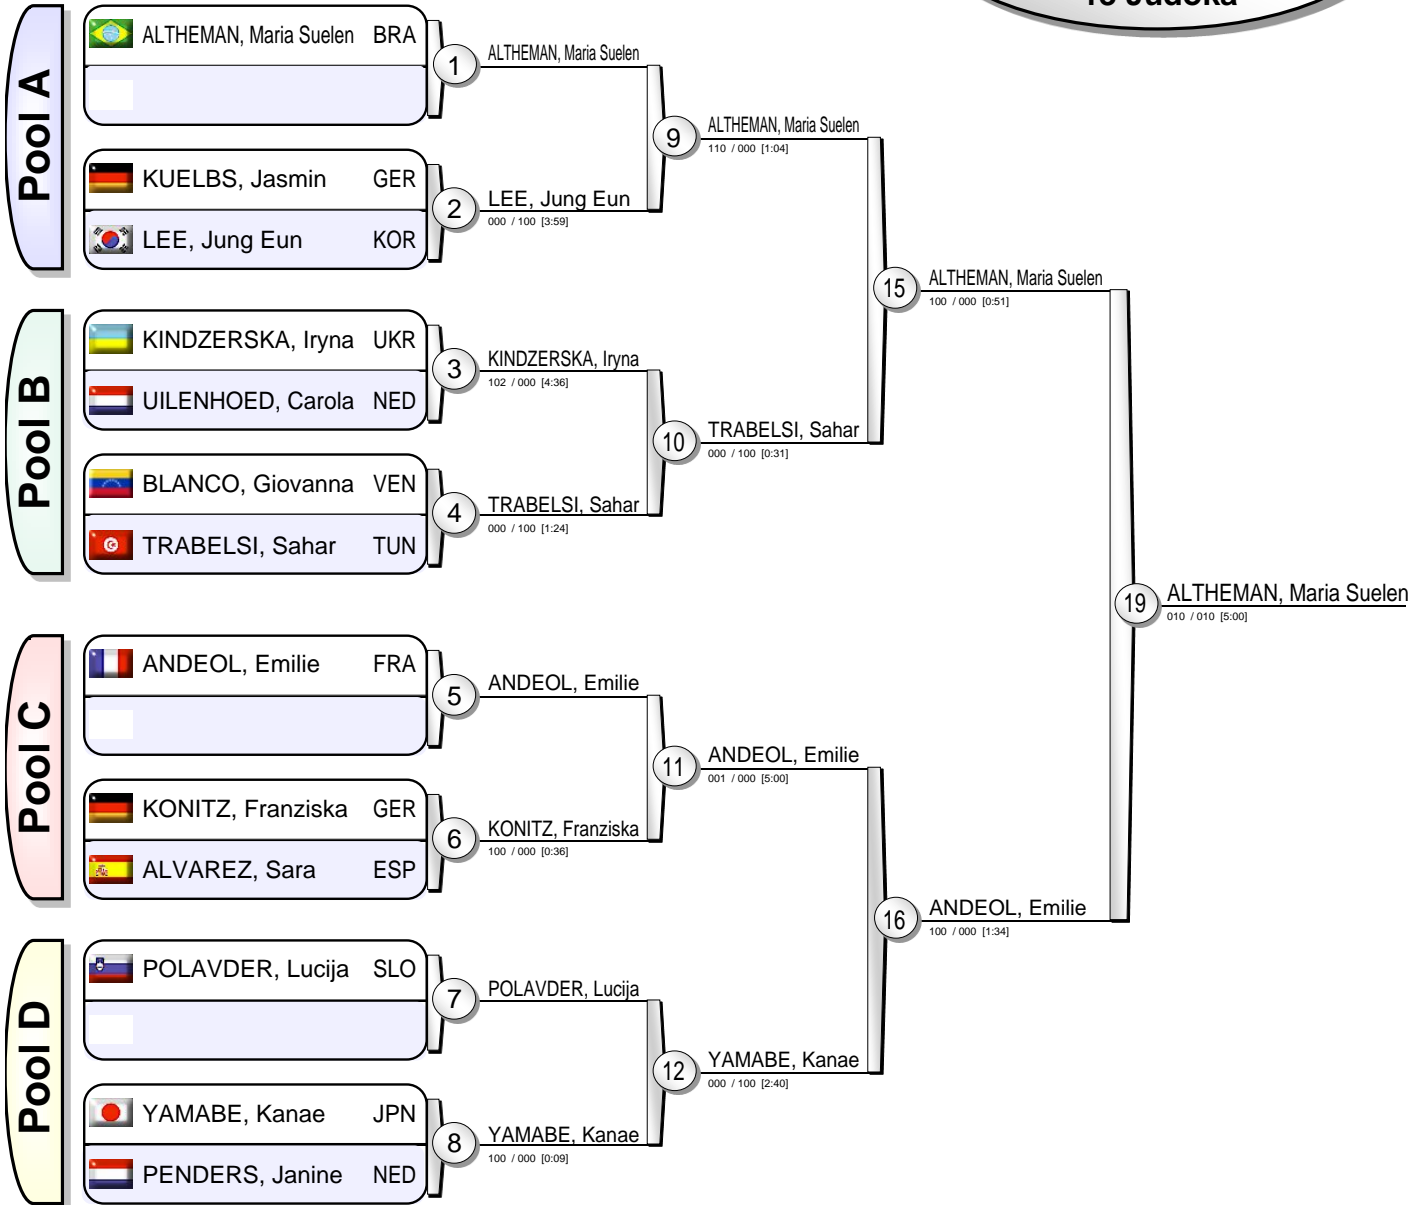 13 Judoka
Pool A
ALTHEMAN, Maria Suelen BRA
KUELBS, Jasmin GER
LEE, Jung Eun KOR
1
ALTHEMAN, Maria Suelen
2
LEE, Jung Eun
000 / 100 [3:59]
9
ALTHEMAN, Maria Suelen
110 / 000 [1:04]
Pool B
KINDZERSKA, Iryna UKR
UILENHOED, Carola NED
BLANCO, Giovanna VEN
TRABELSI, Sahar TUN
3
KINDZERSKA, Iryna
102 / 000 [4:36]
4
TRABELSI, Sahar
000 / 100 [1:24]
10
TRABELSI, Sahar
000 / 100 [0:31]
15
ALTHEMAN, Maria Suelen
100 / 000 [0:51]
Pool C
ANDEOL, Emilie FRA
KONITZ, Franziska GER
ALVAREZ, Sara ESP
5
ANDEOL, Emilie
6
KONITZ, Franziska
100 / 000 [0:36]
11
ANDEOL, Emilie
001 / 000 [5:00]
Pool D
POLAVDER, Lucija SLO
YAMABE, Kanae JPN
PENDERS, Janine NED
7
POLAVDER, Lucija
8
YAMABE, Kanae
100 / 000 [0:09]
12
YAMABE, Kanae
000 / 100 [2:40]
16
ANDEOL, Emilie
100 / 000 [1:34]
19
ALTHEMAN, Maria Suelen
010 / 010 [5:00]